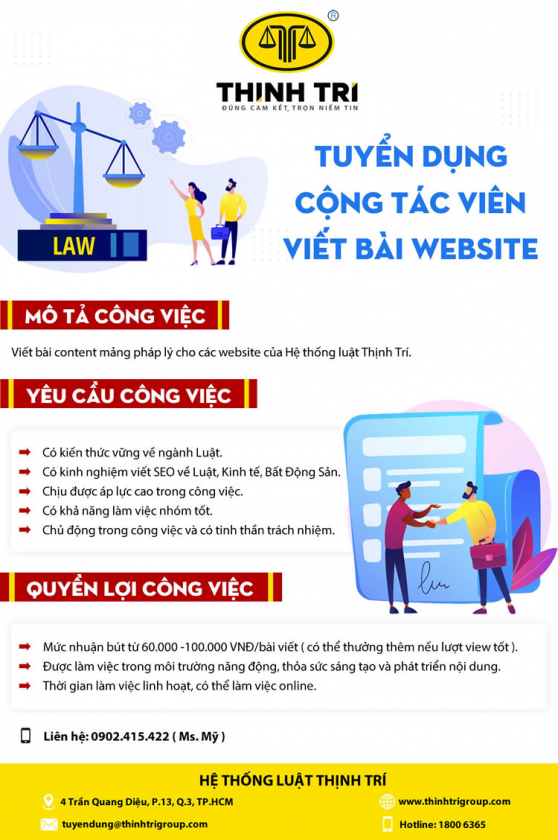 ®
THỊNH TRÍ
ĐÚNG CAM KẾT, TRỌN NIỀM TIN
TUYỂN DỤNG
CỘNG TÁC VIÊN
VIẾT BÀI WEBSITE
LAW
MÔ TẢ CÔNG VIỆC
Viết bài content mảng pháp lý cho các website của Hệ thống luật Thịnh Trí.
YÊU CẦU CÔNG VIỆC
Có kiến thức vững về ngành Luật.
Có kinh nghiệm viết SEO về Luật, Kinh tế, Bất Động Sản.
Chịu được áp lực cao trong công việc.
Có khả năng làm việc nhóm tốt.
Chủ động trong công việc và có tinh thần trách nhiệm.
QUYỀN LỢI CÔNG VIỆC
Mức nhuận bút từ 60.000 -100.000 VNĐ/bài viết ( có thể thưởng thêm nếu lượt view tốt ).
Được làm việc trong môi trường năng động, thỏa sức sáng tạo và phát triển nội dung.
Thời gian làm việc linh hoạt, có thể làm việc online.
Liên hệ: 0902.415.422 ( Ms. Mỹ )
HỆ THỐNG LUẬT THỊNH TRÍ
4 Trần Quang Diệu, P.13, Q.3, TP.HCM
www.thinhtrigroup.com
tuyendung@thinhtrigroup.com
Hotline: 1800 6365